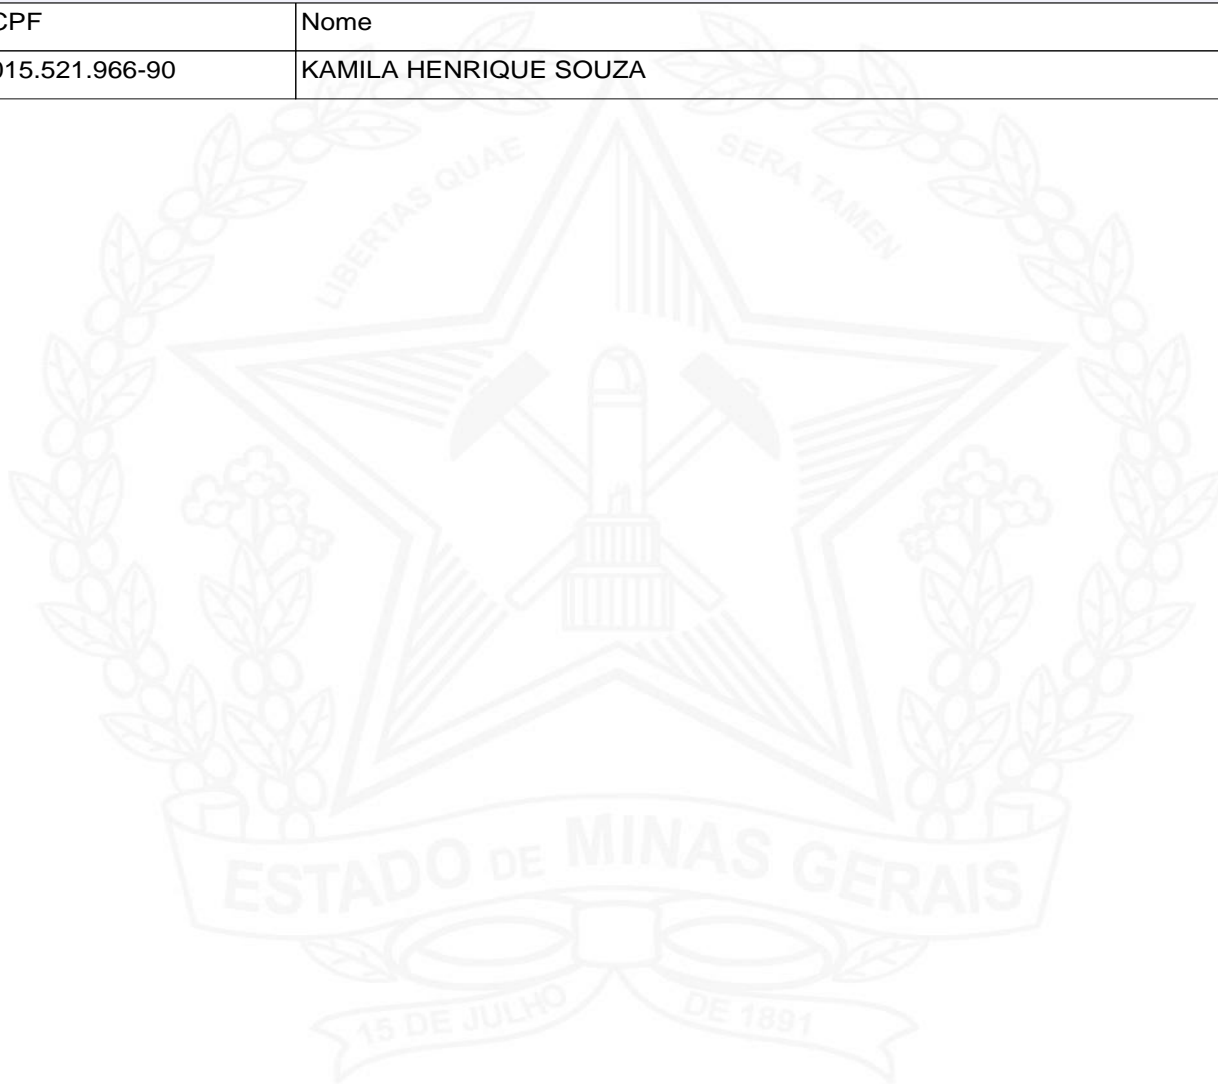 CPF Nome
015.521.966-90 KAMILA HENRIQUE SOUZA
LIBERTAS QUAE SERA TAMEN
ESTADO DE MINAS GERAIS
15 DE JULHO DE 1891